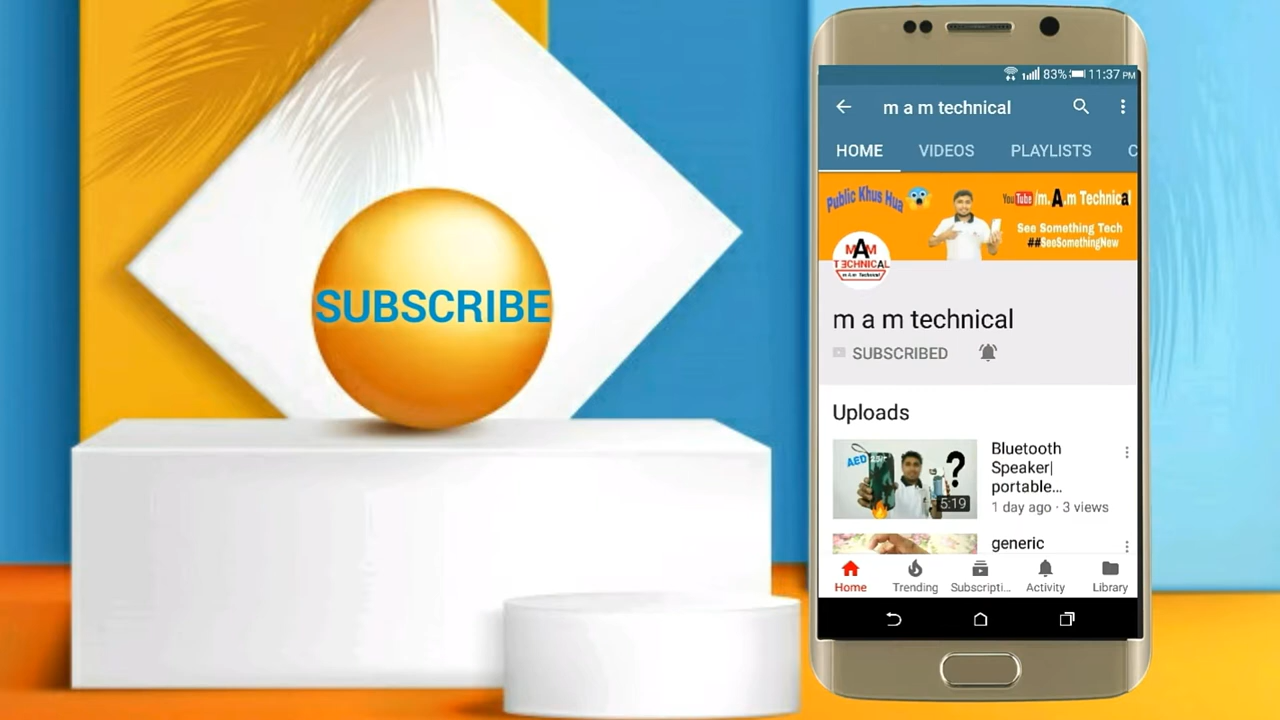 SUBSCRIBE
83% 11:37 PM
m a m technical
HOME VIDEOS PLAYLISTS C
Public Khus Hua
YouTube/m.A.m Technical
See Something Tech
##SeeSomethingNew
MAM
TECHNICAL
m A m Technical
m a m technical
SUBSCRIBED
Uploads
AED
?
5:19
Bluetooth
Speaker|
portable...
1 day ago · 3 views
generic
Home Trending Subscripti... Activity Library